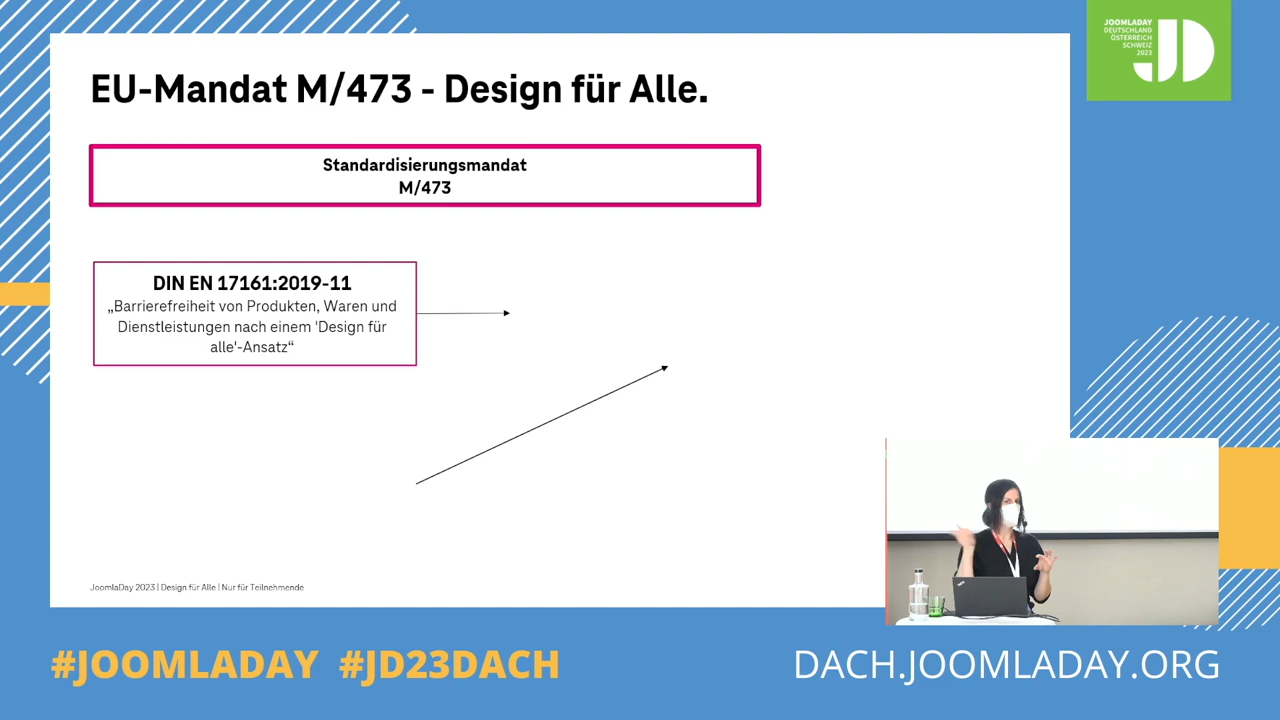 JOOMLADAY
DEUTSCHLAND
ÖSTERREICH
SCHWEIZ
2023
JD
EU-Mandat M/473 - Design für Alle.
Standardisierungsmandat
M/473
DIN EN 17161:2019-11
„Barrierefreiheit von Produkten, Waren und
Dienstleistungen nach einem 'Design für
alle'-Ansatz“
JoomlaDay 2023 | Design für Alle | Nur für Teilnehmende
#JOOMLADAY #JD23DACH
DACH.JOOMLADAY.ORG